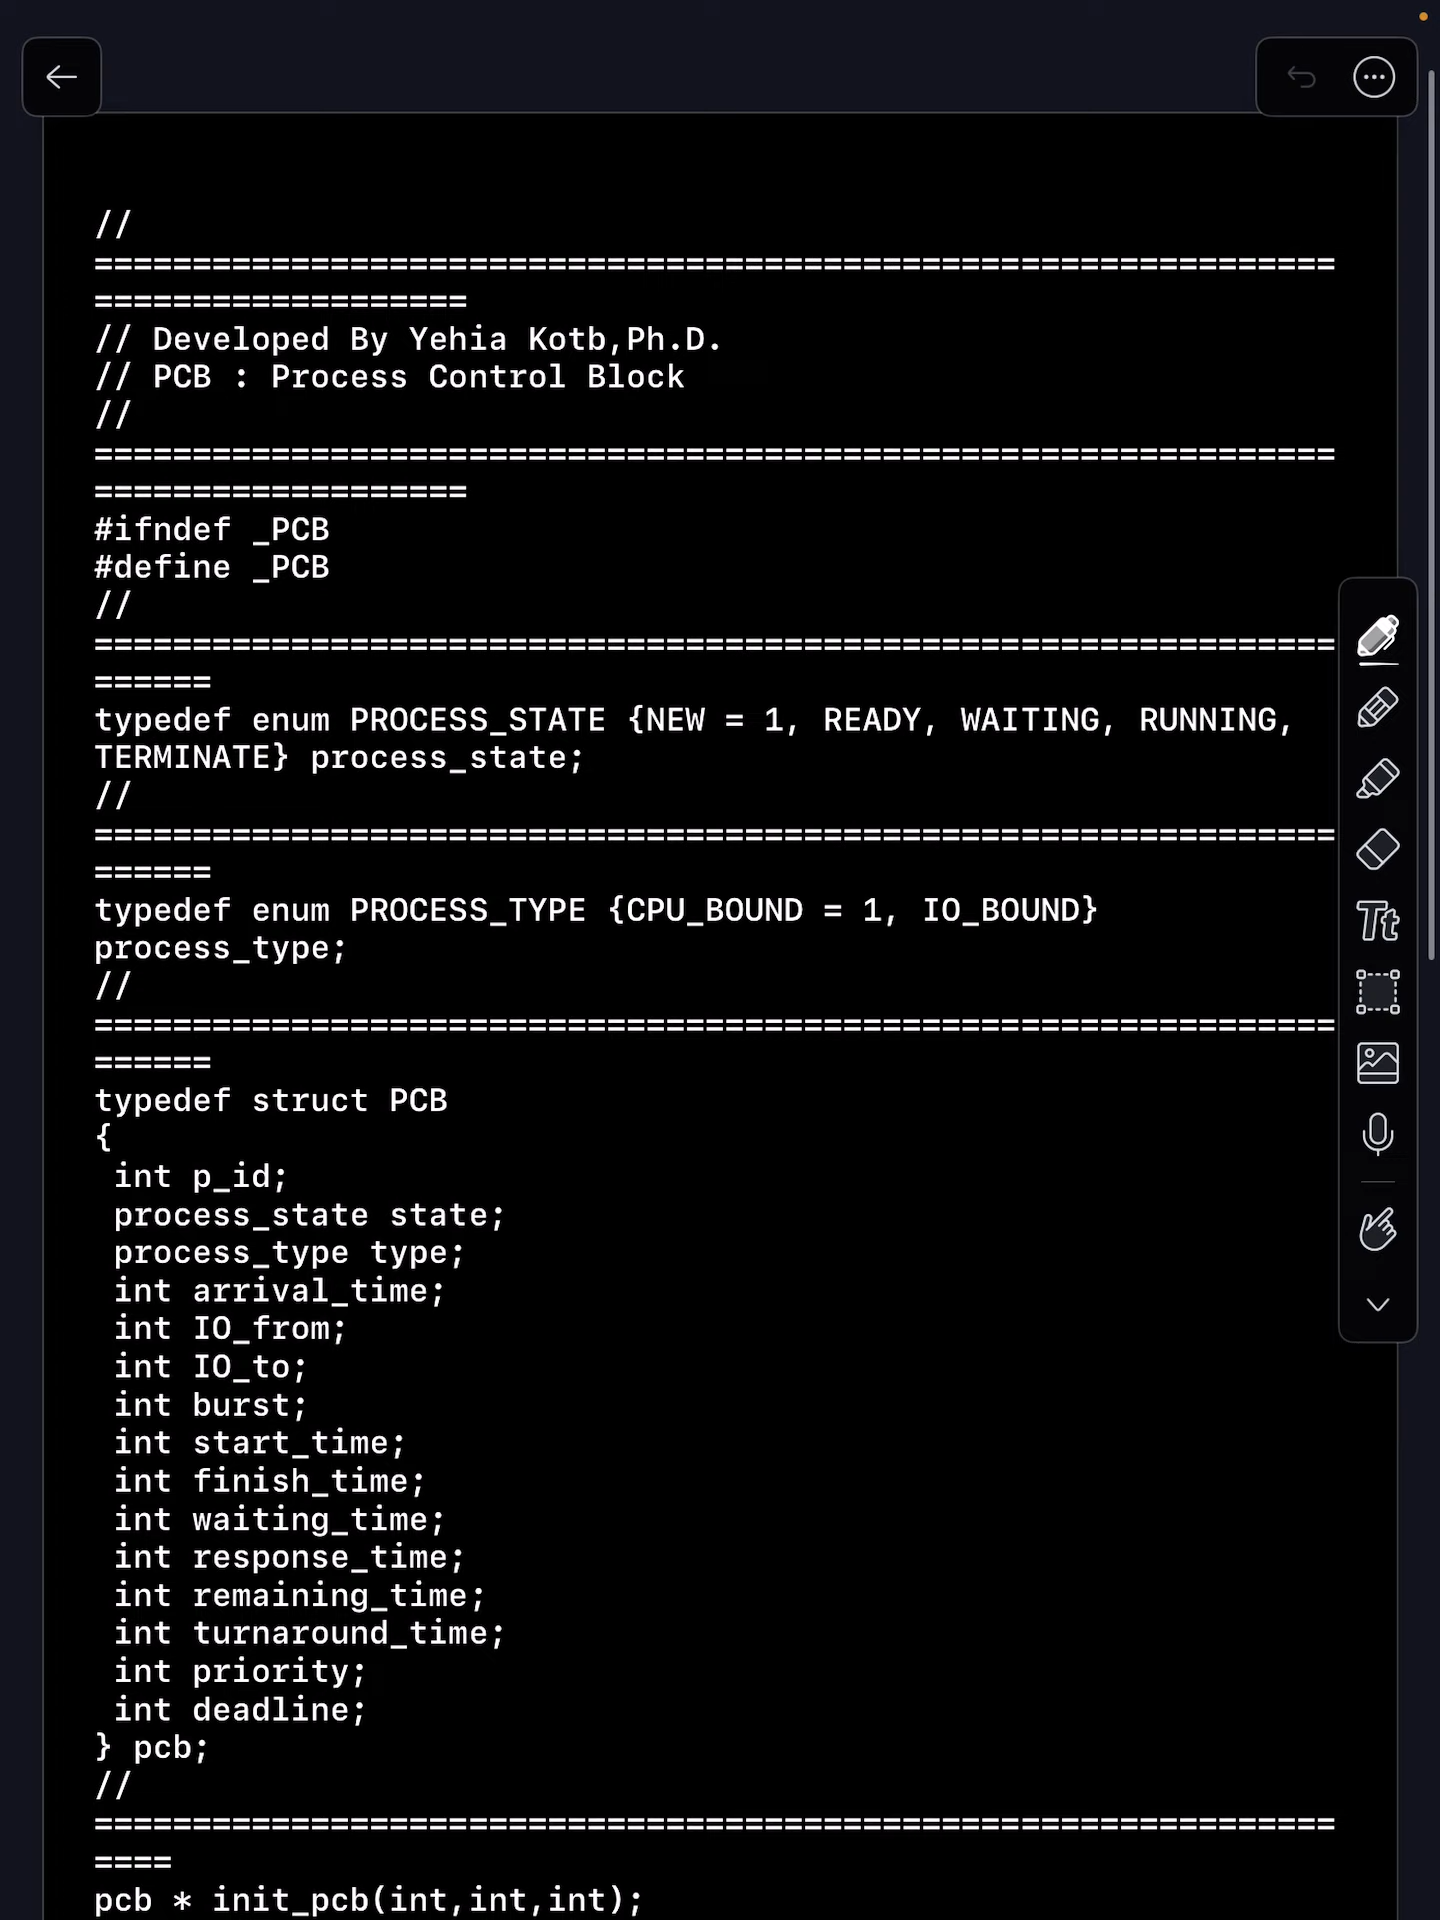 //
===============================================================
===================
// Developed By Yehia Kotb,Ph.D.
// PCB : Process Control Block
//
===============================================================
===================
#ifndef _PCB
#define _PCB
//
===============================================================
======
typedef enum PROCESS_STATE {NEW = 1, READY, WAITING, RUNNING,
TERMINATE} process_state;
//
===============================================================
======
typedef enum PROCESS_TYPE {CPU_BOUND = 1, IO_BOUND}
process_type;
//
===============================================================
======
typedef struct PCB
{
 int p_id;
 process_state state;
 process_type type;
 int arrival_time;
 int IO_from;
 int IO_to;
 int burst;
 int start_time;
 int finish_time;
 int waiting_time;
 int response_time;
 int remaining_time;
 int turnaround_time;
 int priority;
 int deadline;
} pcb;
//
===============================================================
====
pcb * init_pcb(int,int,int);
Tt